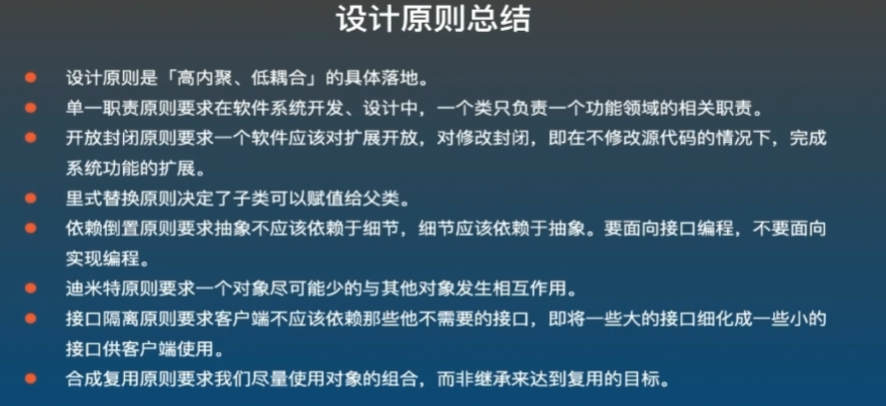 设计原则总结
设计原则是「高内聚、低耦合」的具体落地。
单一职责原则要求在软件系统开发、设计中，一个类只负责一个功能领域的相关职责。
开放封闭原则要求一个软件应该对扩展开放，对修改封闭，即在不修改源代码的情况下，完成
系统功能的扩展。
里式替换原则决定了子类可以赋值给父类。
依赖倒置原则要求抽象不应该依赖于细节，细节应该依赖于抽象。要面向接口编程，不要面向
实现编程。
迪米特原则要求一个对象尽可能少的与其他对象发生相互作用。
接口隔离原则要求客户端不应该依赖那些他不需要的接口，即将一些大的接口细化成一些小的
接口供客户端使用。
合成复用原则要求我们尽量使用对象的组合，而非继承来达到复用的目标。